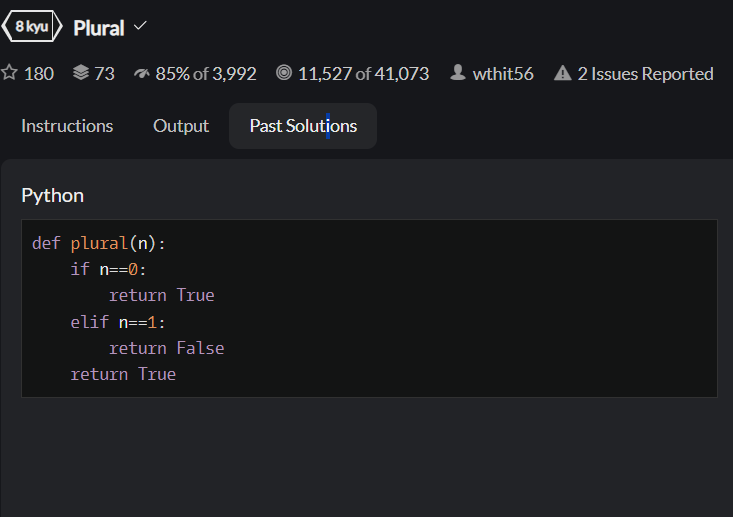 8 kyu Plural
180 73 85% of 3,992 11,527 of 41,073 wthit56 2 Issues Reported
Instructions Output Past Solutions
Python
def plural(n):
    if n==0:
        return True
    elif n==1:
        return False
    return True